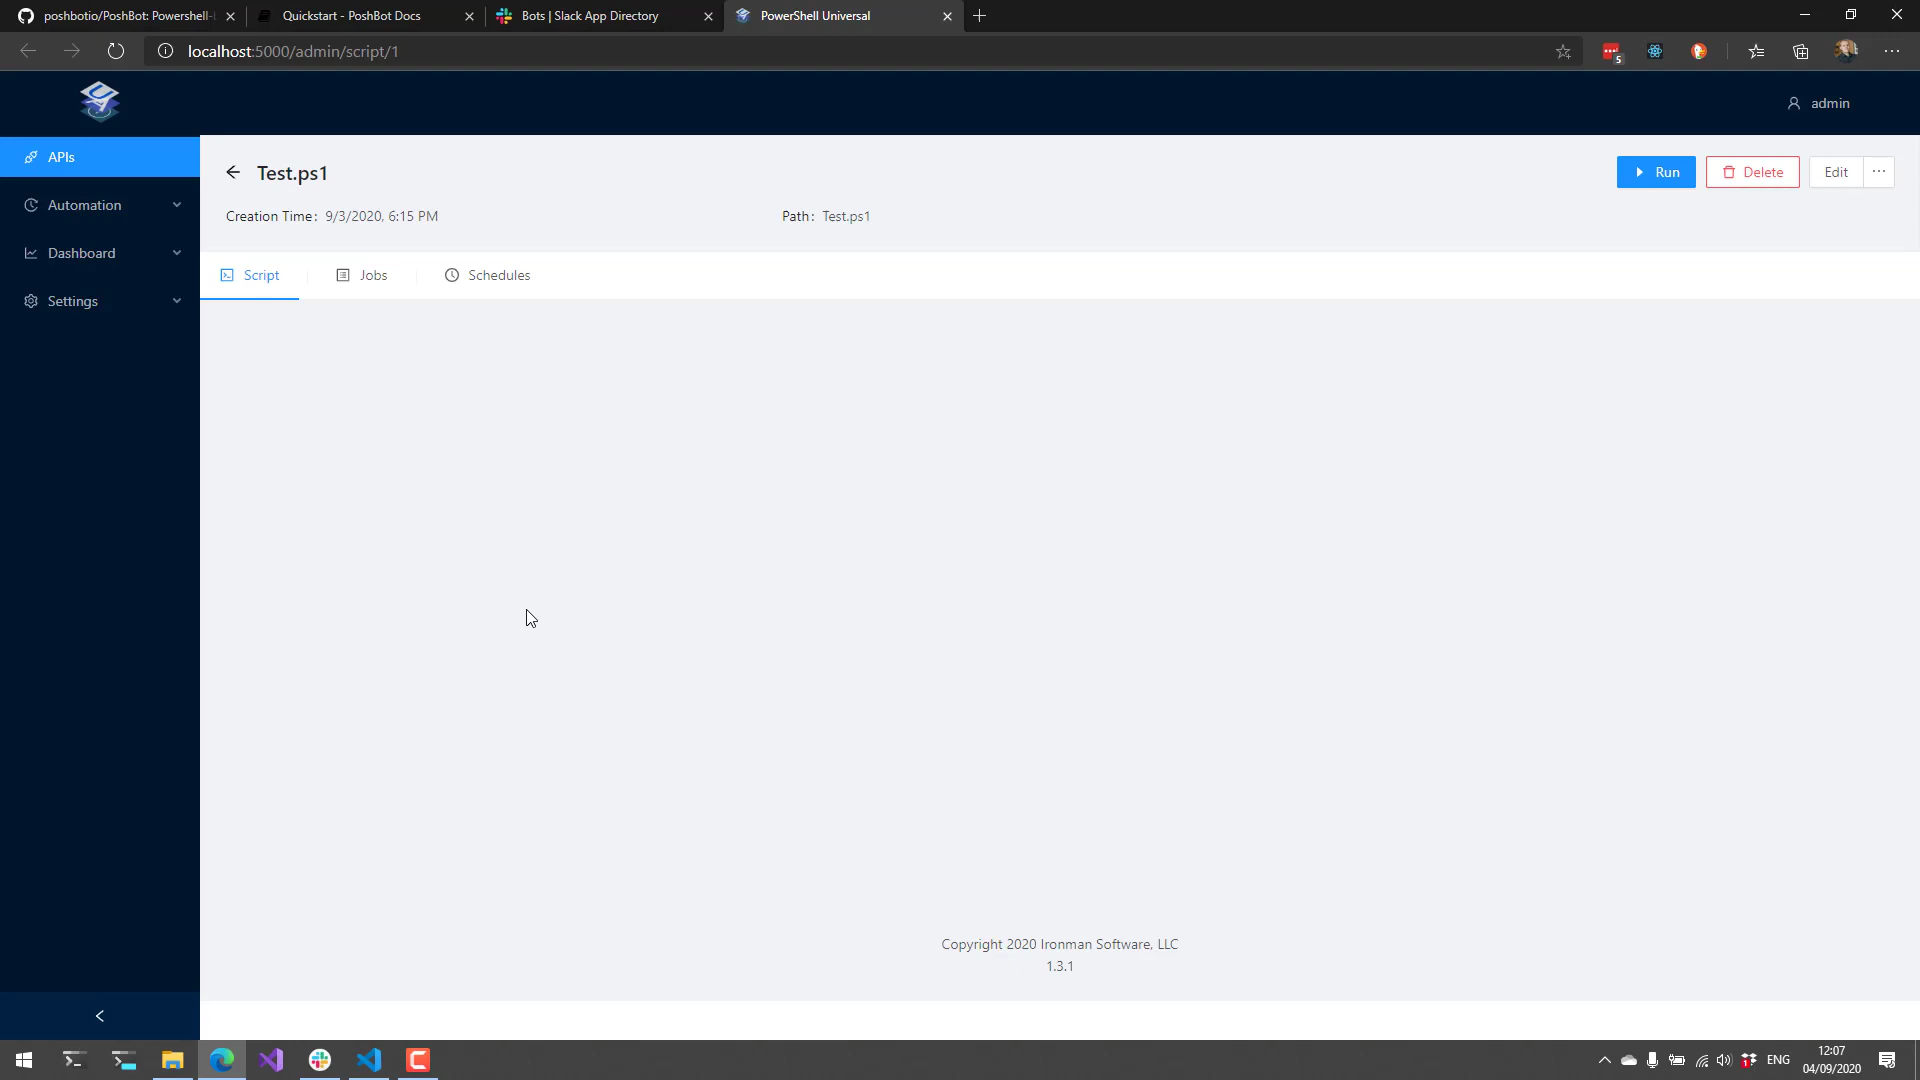 poshbotio/PoshBot: Powershell-
Quickstart - PoshBot Docs
Bots | Slack App Directory
PowerShell Universal
localhost:5000/admin/script/1
5
admin
APIs
Automation
Dashboard
Settings
Test.ps1
Run
Delete
Edit
Creation Time: 9/3/2020, 6:15 PM
Path: Test.ps1
Script
Jobs
Schedules
Copyright 2020 Ironman Software, LLC
1.3.1
ENG
12:07
04/09/2020